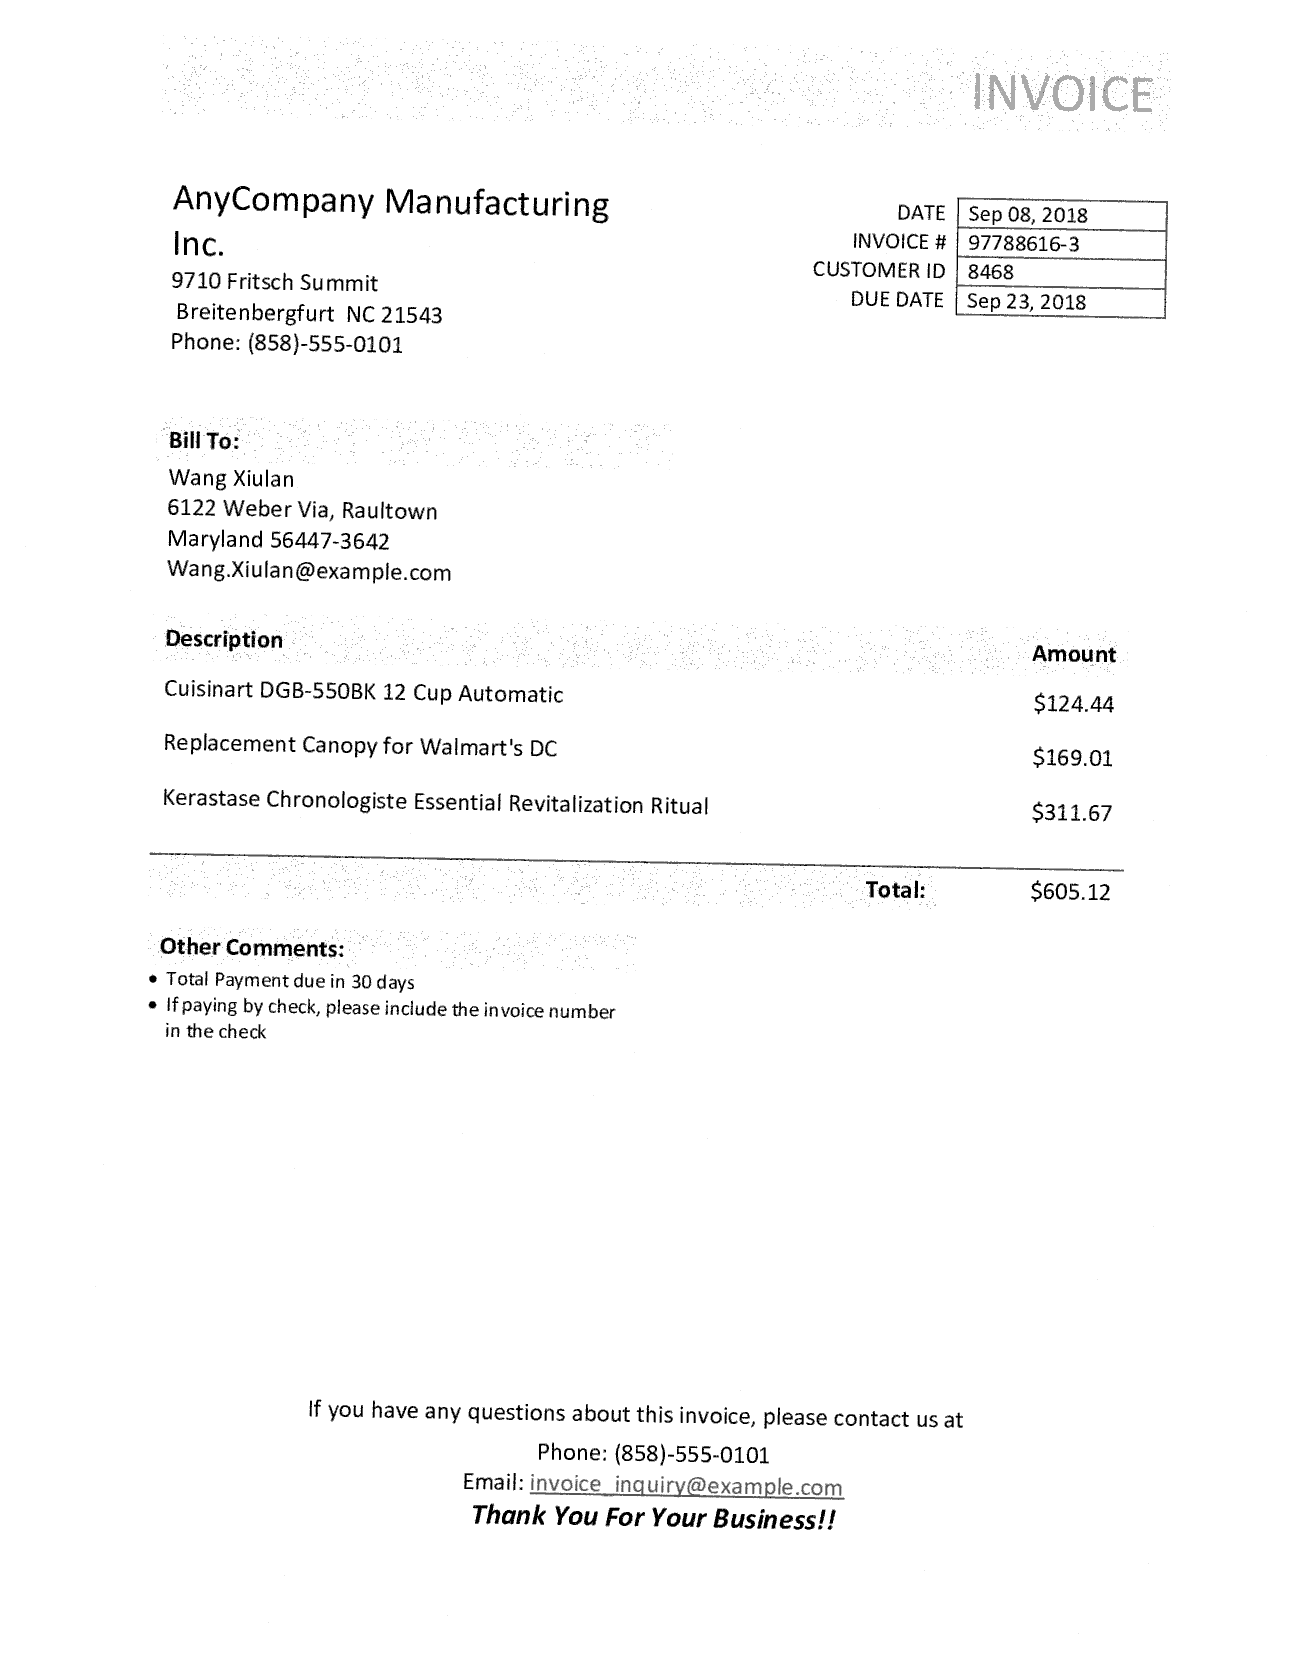 INVOICE
AnyCompany Manufacturing
Inc.
9710 Fritsch Summit
Breitenbergfurt NC 21543
Phone: (858)-555-0101
DATE Sep 08, 2018
INVOICE # 97788616-3
CUSTOMER ID 8468
DUE DATE Sep 23, 2018
Bill To:
Wang Xiulan
6122 Weber Via, Raultown
Maryland 56447-3642
Wang.Xiulan@example.com
Description Amount
Cuisinart DGB-550BK 12 Cup Automatic $124.44
Replacement Canopy for Walmart's DC $169.01
Kerastase Chronologiste Essential Revitalization Ritual $311.67
Total: $605.12
Other Comments:
• Total Payment due in 30 days
• If paying by check, please include the invoice number
in the check
If you have any questions about this invoice, please contact us at
Phone: (858)-555-0101
Email: invoice_inquiry@example.com
Thank You For Your Business!!